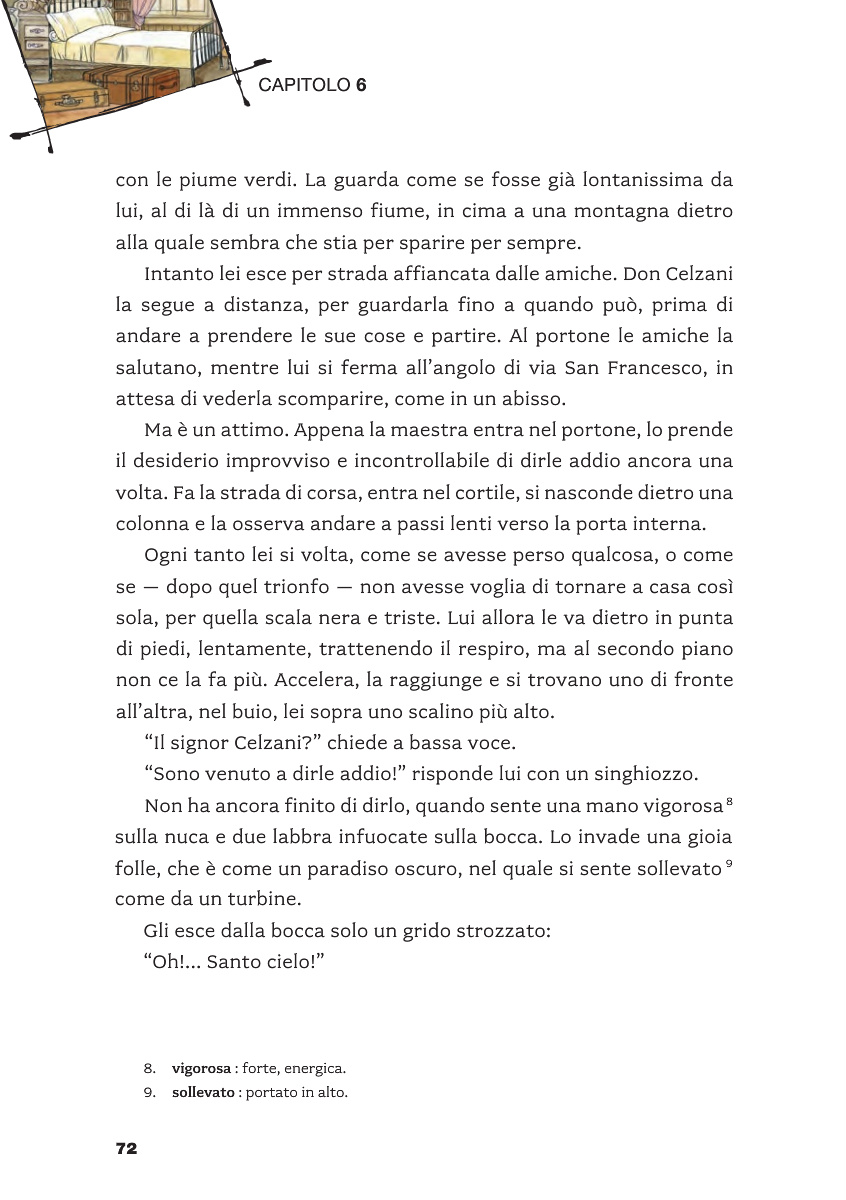 CAPITOLO 6
con le piume verdi. La guarda come se fosse già lontanissima da
lui, al di là di un immenso fiume, in cima a una montagna dietro
alla quale sembra che stia per sparire per sempre.
Intanto lei esce per strada affiancata dalle amiche. Don Celzani
la segue a distanza, per guardarla fino a quando può, prima di
andare a prendere le sue cose e partire. Al portone le amiche la
salutano, mentre lui si ferma all’angolo di via San Francesco, in
attesa di vederla scomparire, come in un abisso.
Ma è un attimo. Appena la maestra entra nel portone, lo prende
il desiderio improvviso e incontrollabile di dirle addio ancora una
volta. Fa la strada di corsa, entra nel cortile, si nasconde dietro una
colonna e la osserva andare a passi lenti verso la porta interna.
Ogni tanto lei si volta, come se avesse perso qualcosa, o come
se — dopo quel trionfo — non avesse voglia di tornare a casa così
sola, per quella scala nera e triste. Lui allora le va dietro in punta
di piedi, lentamente, trattenendo il respiro, ma al secondo piano
non ce la fa più. Accelera, la raggiunge e si trovano uno di fronte
all’altra, nel buio, lei sopra uno scalino più alto.
“Il signor Celzani?” chiede a bassa voce.
“Sono venuto a dirle addio!” risponde lui con un singhiozzo.
Non ha ancora finito di dirlo, quando sente una mano vigorosa⁸
sulla nuca e due labbra infuocate sulla bocca. Lo invade una gioia
folle, che è come un paradiso oscuro, nel quale si sente sollevato⁹
come da un turbine.
Gli esce dalla bocca solo un grido strozzato:
“Oh!... Santo cielo!”
8. vigorosa : forte, energica.
9. sollevato : portato in alto.
72